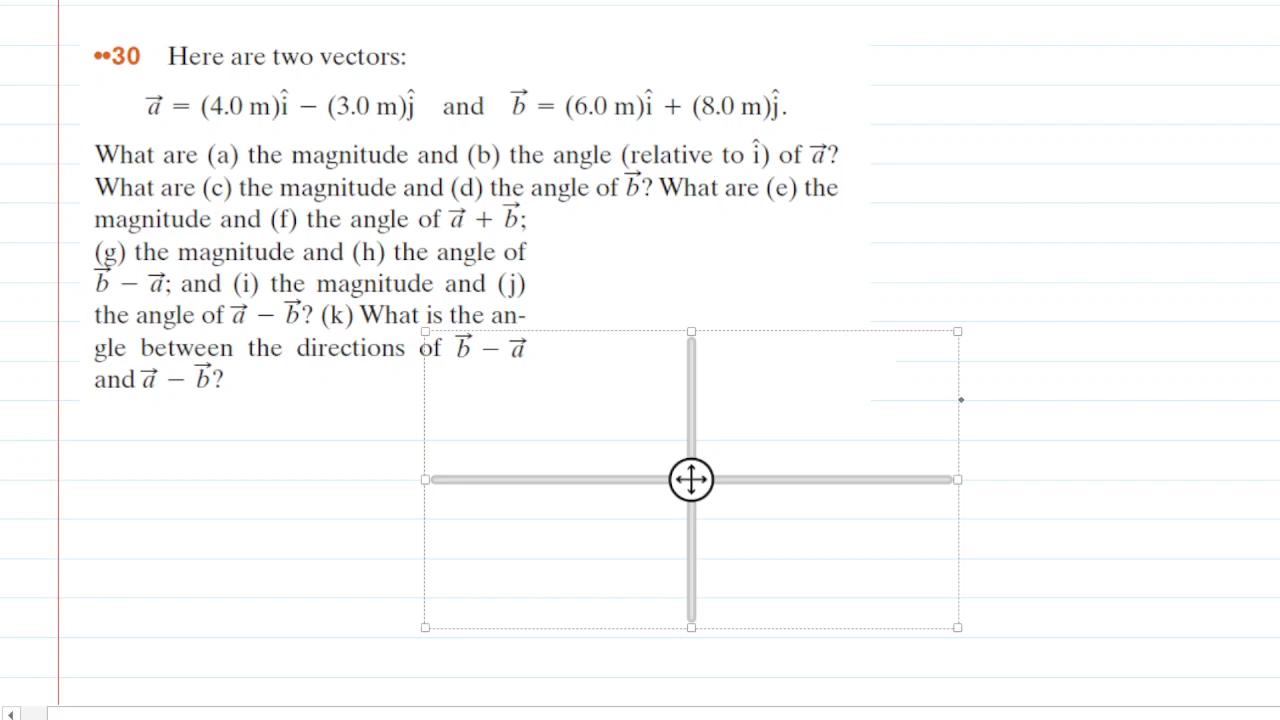 ••30 Here are two vectors:
a⃗ = (4.0 m)î − (3.0 m)ĵ and b⃗ = (6.0 m)î + (8.0 m)ĵ.
What are (a) the magnitude and (b) the angle (relative to î) of a⃗?
What are (c) the magnitude and (d) the angle of b⃗? What are (e) the
magnitude and (f) the angle of a⃗ + b⃗;
(g) the magnitude and (h) the angle of
b⃗ − a⃗; and (i) the magnitude and (j)
the angle of a⃗ − b⃗? (k) What is the an-
gle between the directions of b⃗ − a⃗
and a⃗ − b⃗?